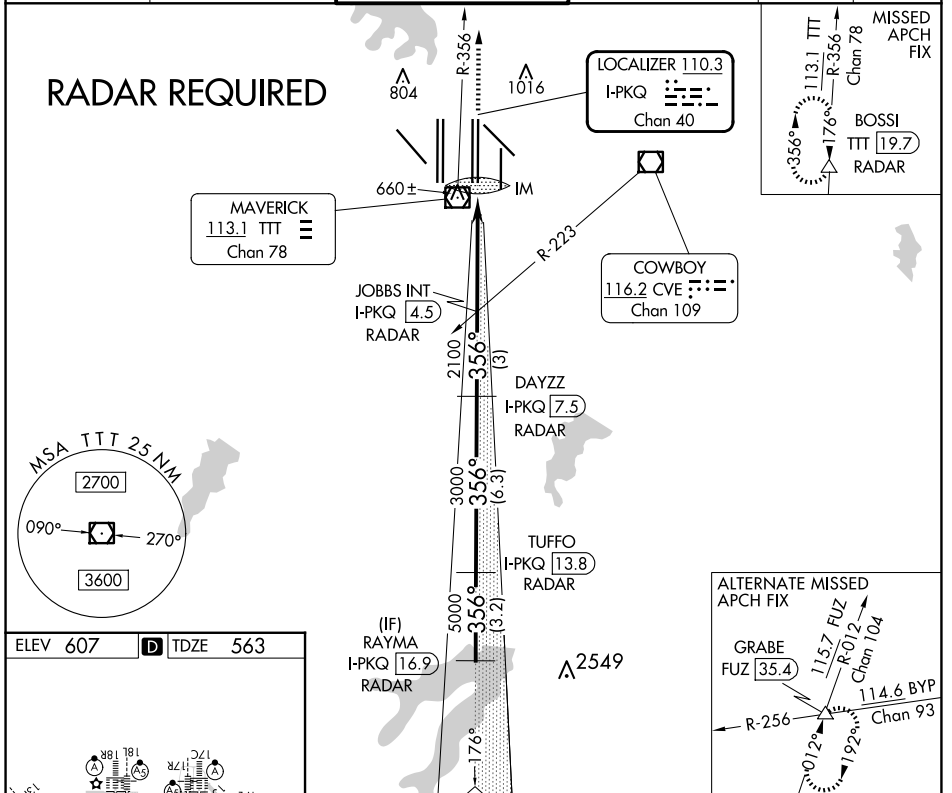 RADAR REQUIRED
804
R-356
1016
LOCALIZER 110.3
I-PKQ
Chan 40
MISSED
APCH
FIX
113.1 TTT
R-356
Chan 78
356°
176°
BOSSI
TTT 19.7
RADAR
660±
IM
MAVERICK
113.1 TTT
Chan 78
R-223
COWBOY
116.2 CVE
Chan 109
JOBBS INT
I-PKQ 4.5
RADAR
2100
356°
(3)
DAYZZ
I-PKQ 7.5
RADAR
MSA TTT 25 NM
2700
090°
270°
3600
3000
356°
(6.3)
TUFFO
I-PKQ 13.8
RADAR
5000
356°
(3.2)
(IF)
RAYMA
I-PKQ 16.9
RADAR
2549
176°
ALTERNATE MISSED
APCH FIX
115.7 FUZ
R-012
Chan 104
GRABE
FUZ 35.4
114.6 BYP
Chan 93
R-256
012°
192°
ELEV 607 D TDZE 563
18R
18L
17R
17C
A
A5
A